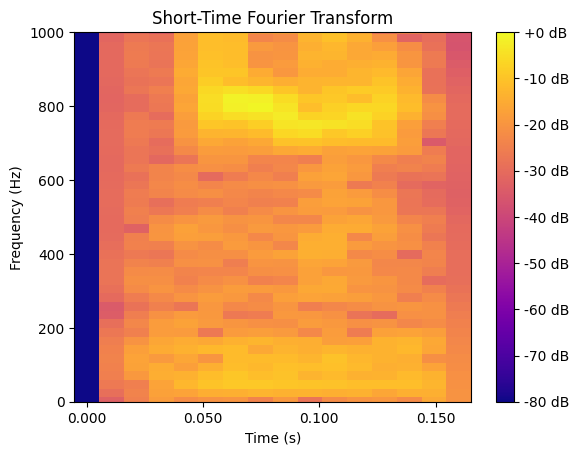 Short-Time Fourier Transform
1000
800
600
400
200
0
Frequency (Hz)
0.000
0.050
0.100
0.150
Time (s)
+0 dB
-10 dB
-20 dB
-30 dB
-40 dB
-50 dB
-60 dB
-70 dB
-80 dB